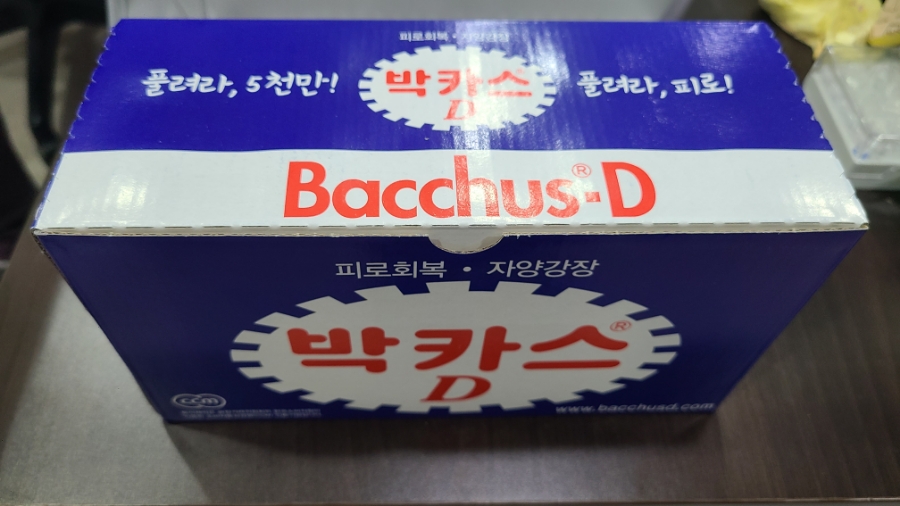 피로회복 • 자양강장
풀려라, 5천만! 박카스 풀려라, 피로!
D
Bacchus®-D
피로회복 • 자양강장
박카스®
D
ccm
www.bacchusd.com